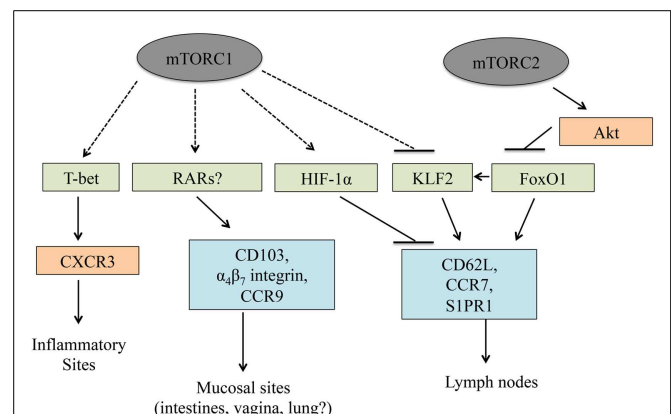 mTORC1
mTORC2
Akt
T-bet
RARs?
HIF-1α
KLF2
FoxO1
CXCR3
CD103,
α₄β₇ integrin,
CCR9
CD62L,
CCR7,
S1PR1
Inflammatory
Sites
Mucosal sites
(intestines, vagina, lung?)
Lymph nodes